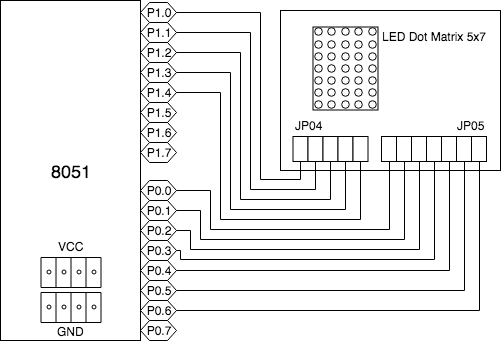 P1.0
P1.1
P1.2
P1.3
P1.4
P1.5
P1.6
P1.7
8051
P0.0
P0.1
P0.2
P0.3
P0.4
P0.5
P0.6
P0.7
VCC
GND
LED Dot Matrix 5x7
JP04
JP05